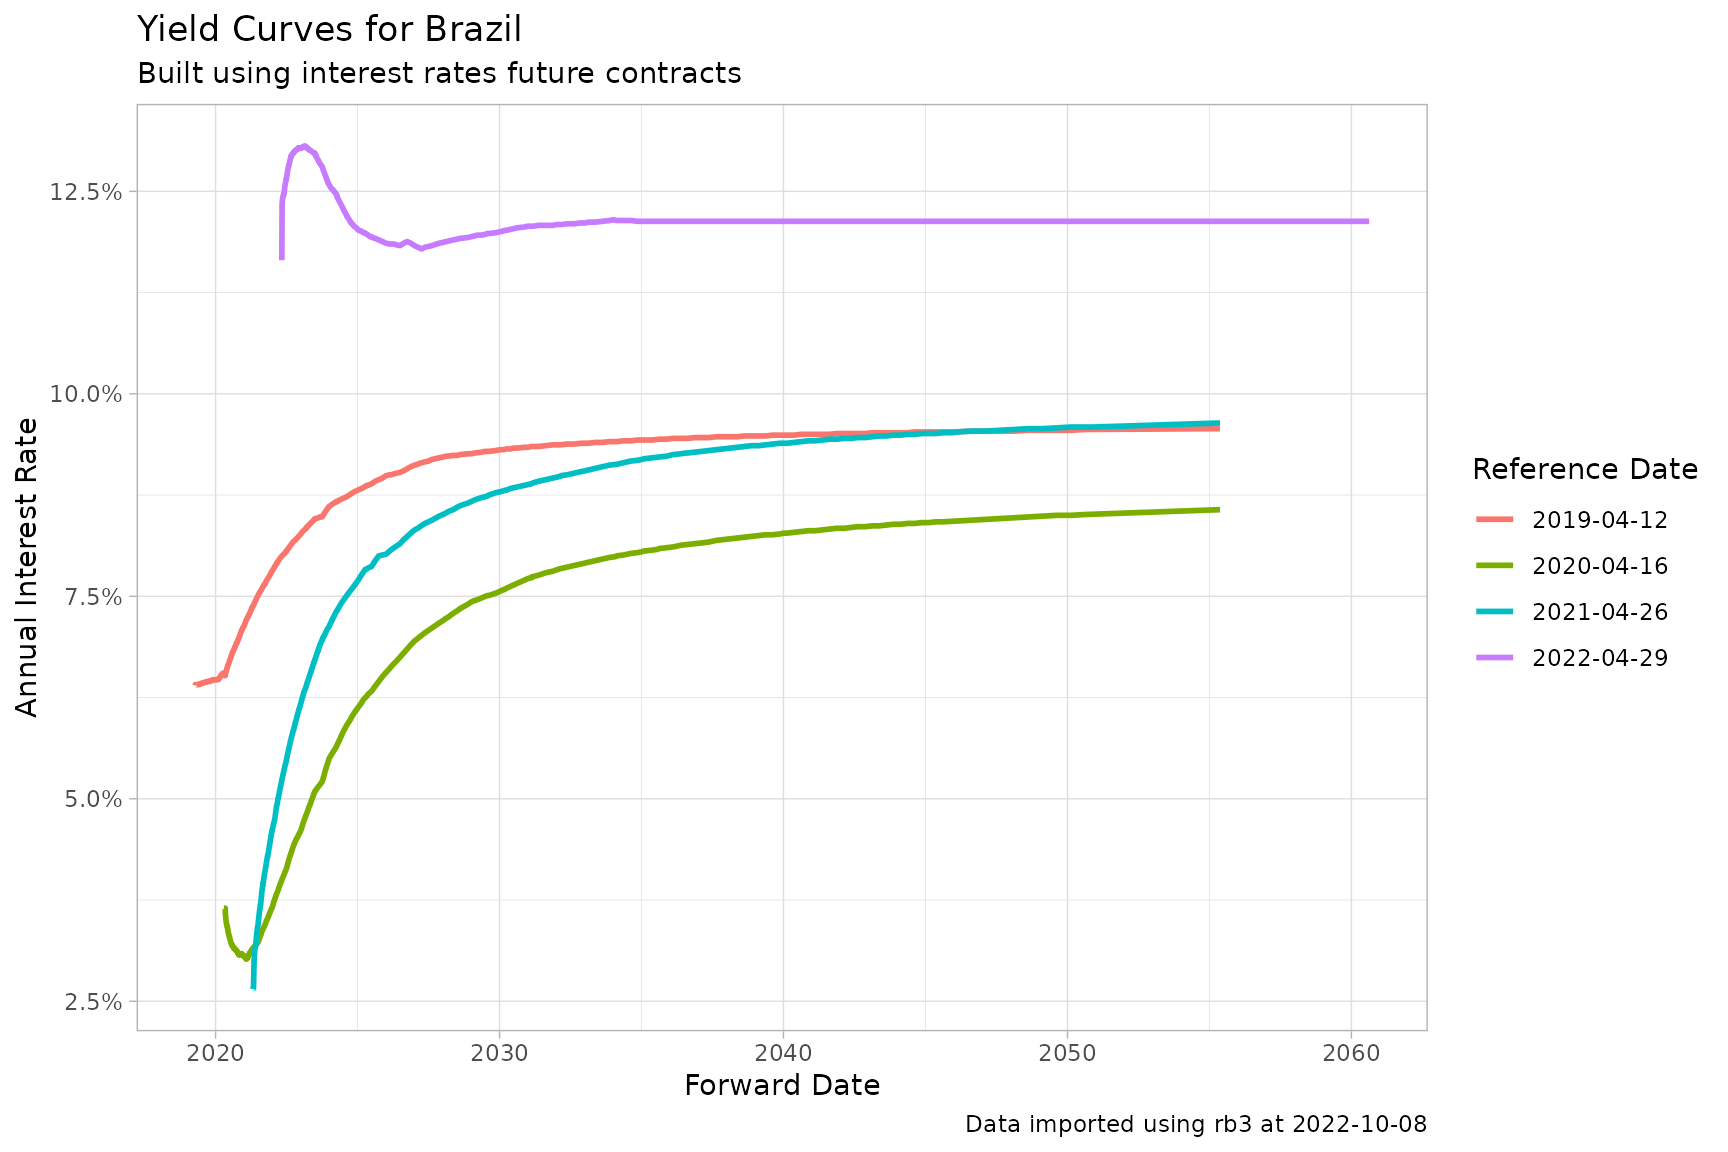 Yield Curves for Brazil
Built using interest rates future contracts
12.5%
10.0%
7.5%
5.0%
2.5%
Annual Interest Rate
2020
2030
2040
2050
2060
Forward Date
Reference Date
2019-04-12
2020-04-16
2021-04-26
2022-04-29
Data imported using rb3 at 2022-10-08